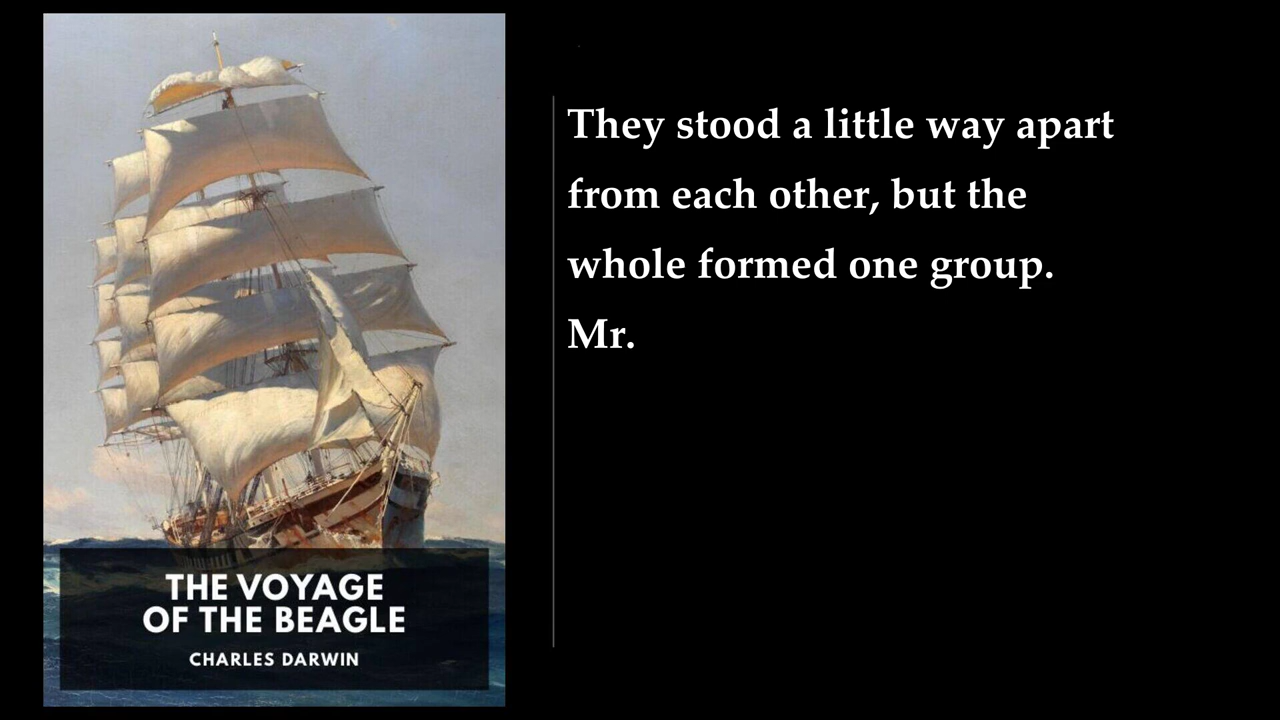 They stood a little way apart
from each other, but the
whole formed one group.
Mr.
THE VOYAGE
OF THE BEAGLE
CHARLES DARWIN